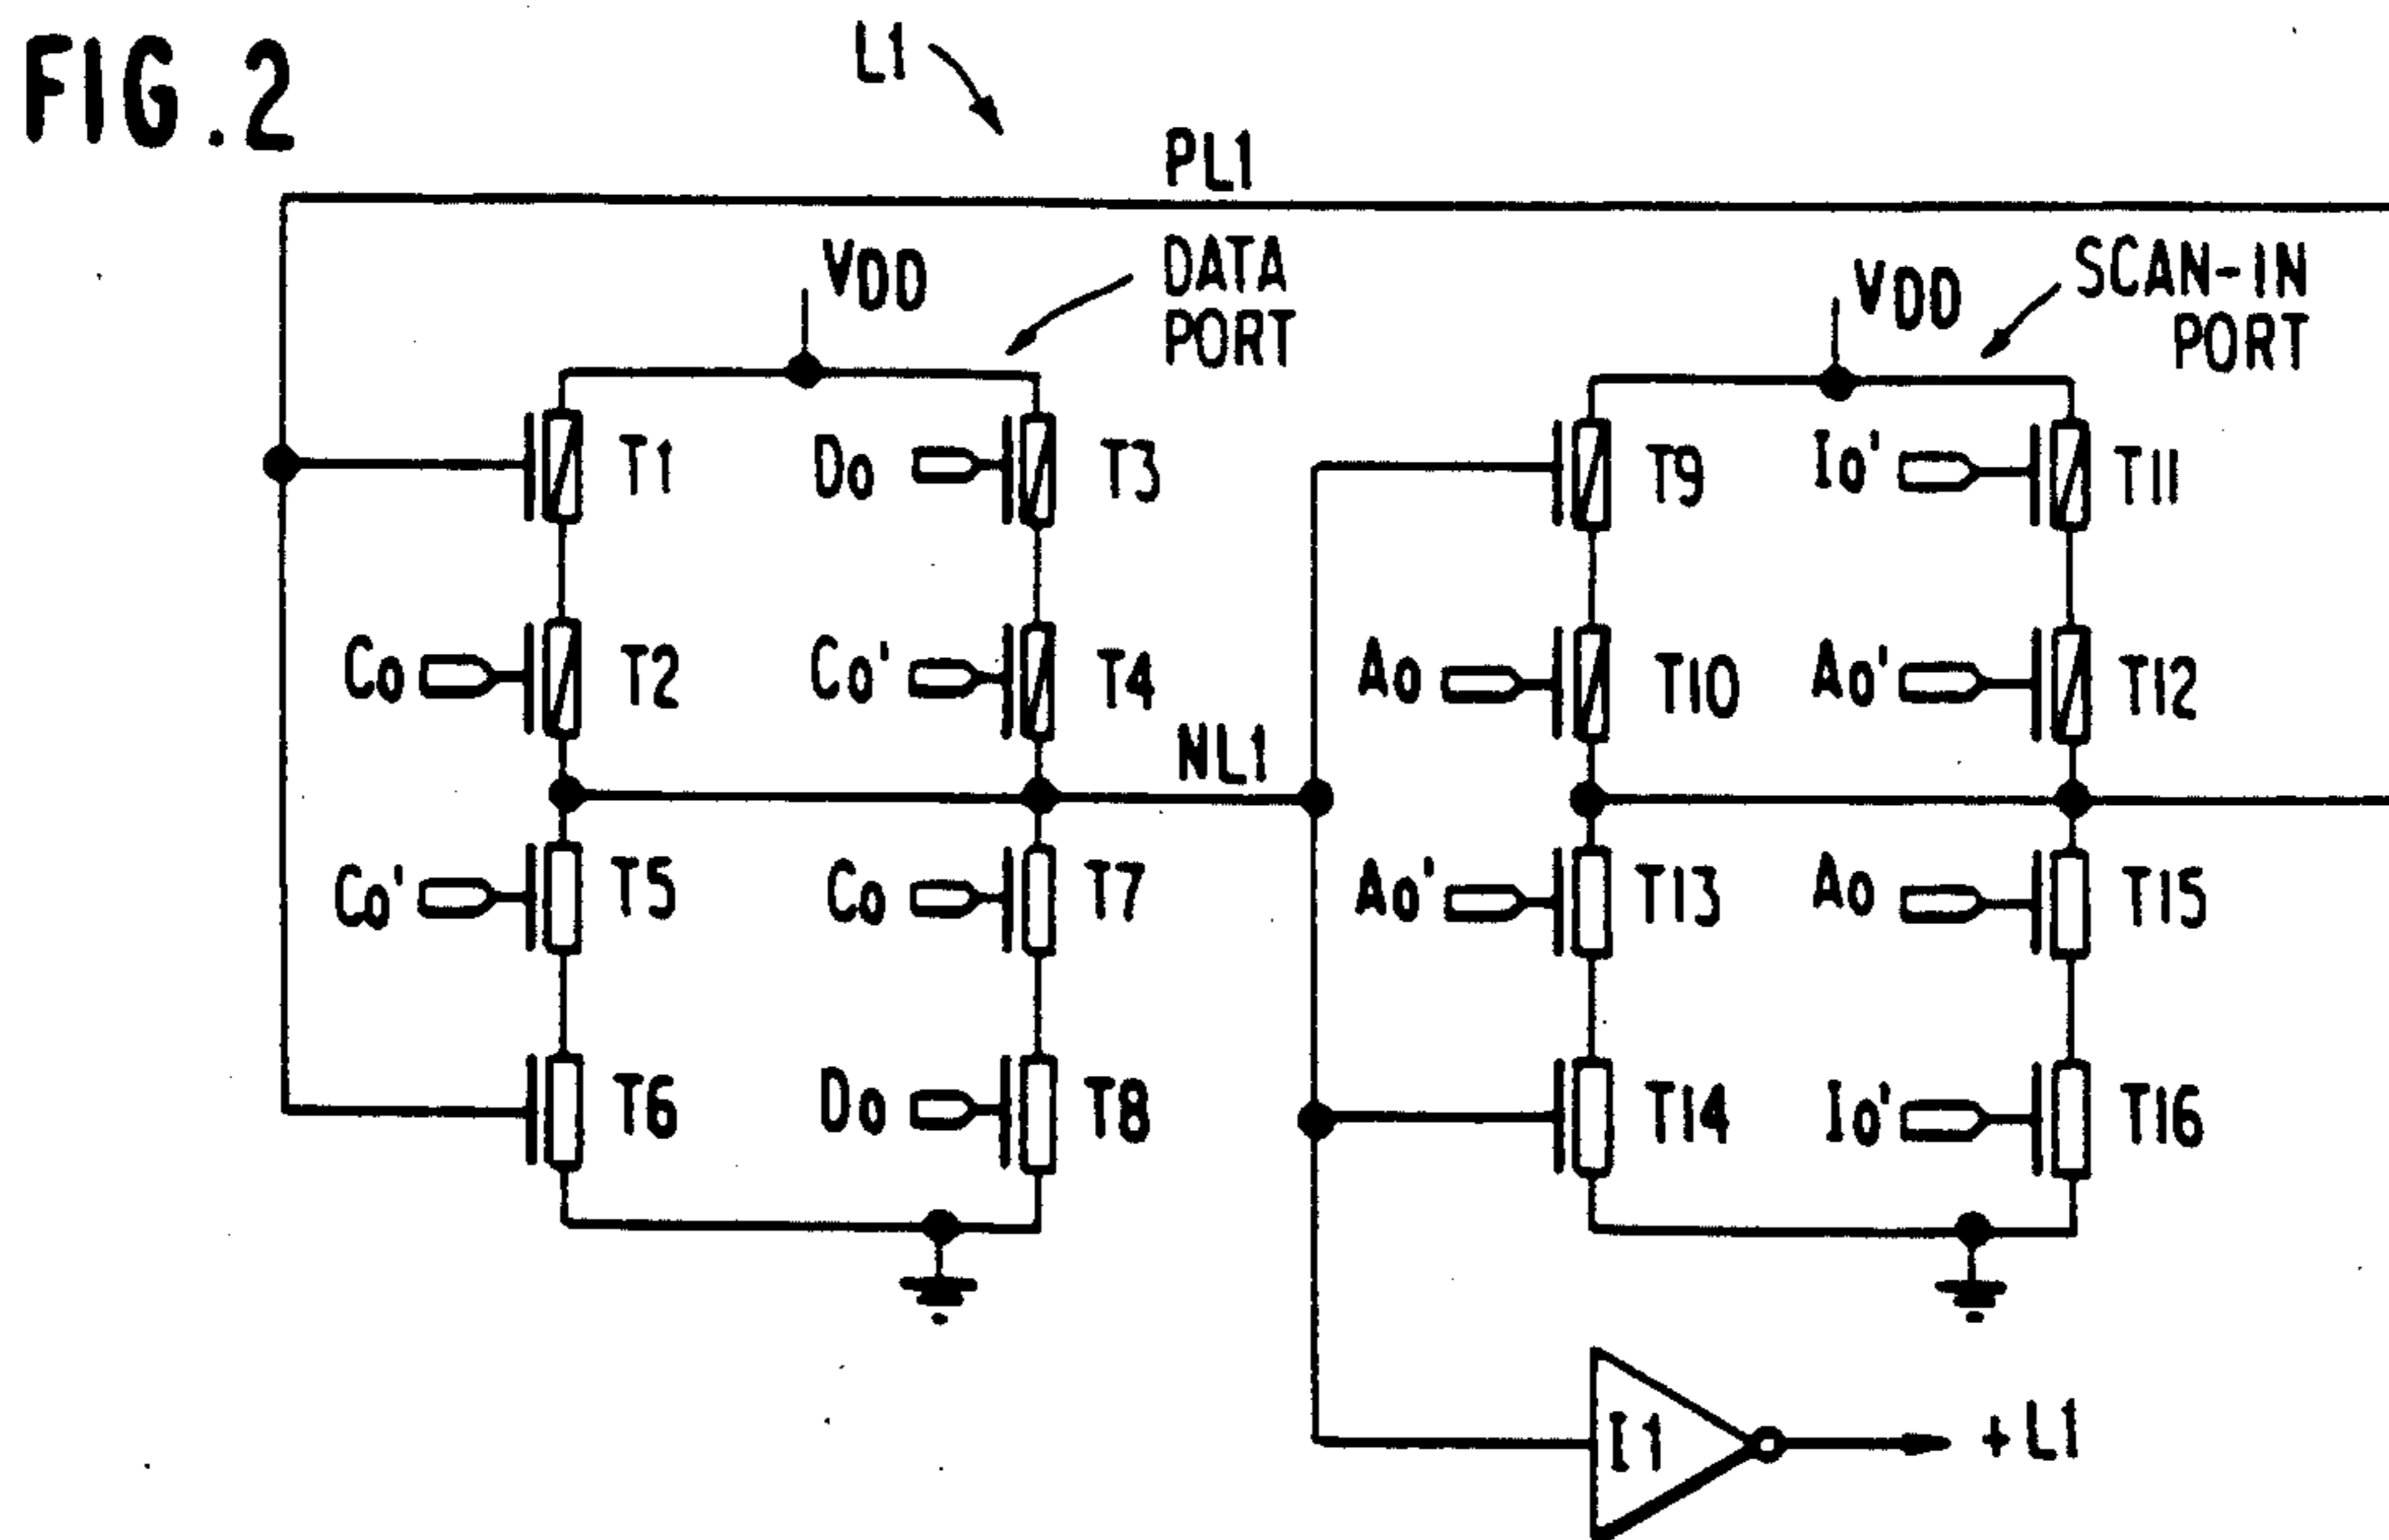 FIG.2
L1
PL1
VDD
DATA
PORT
VDD
SCAN-IN
PORT
T1
Do
T3
T9
Io'
T11
Co
T2
Co'
T4
Ao
T10
Ao'
T12
NL1
Co'
T5
Co
T7
Ao'
T13
Ao
T15
T6
Do
T8
T14
Io'
T16
I1
+L1